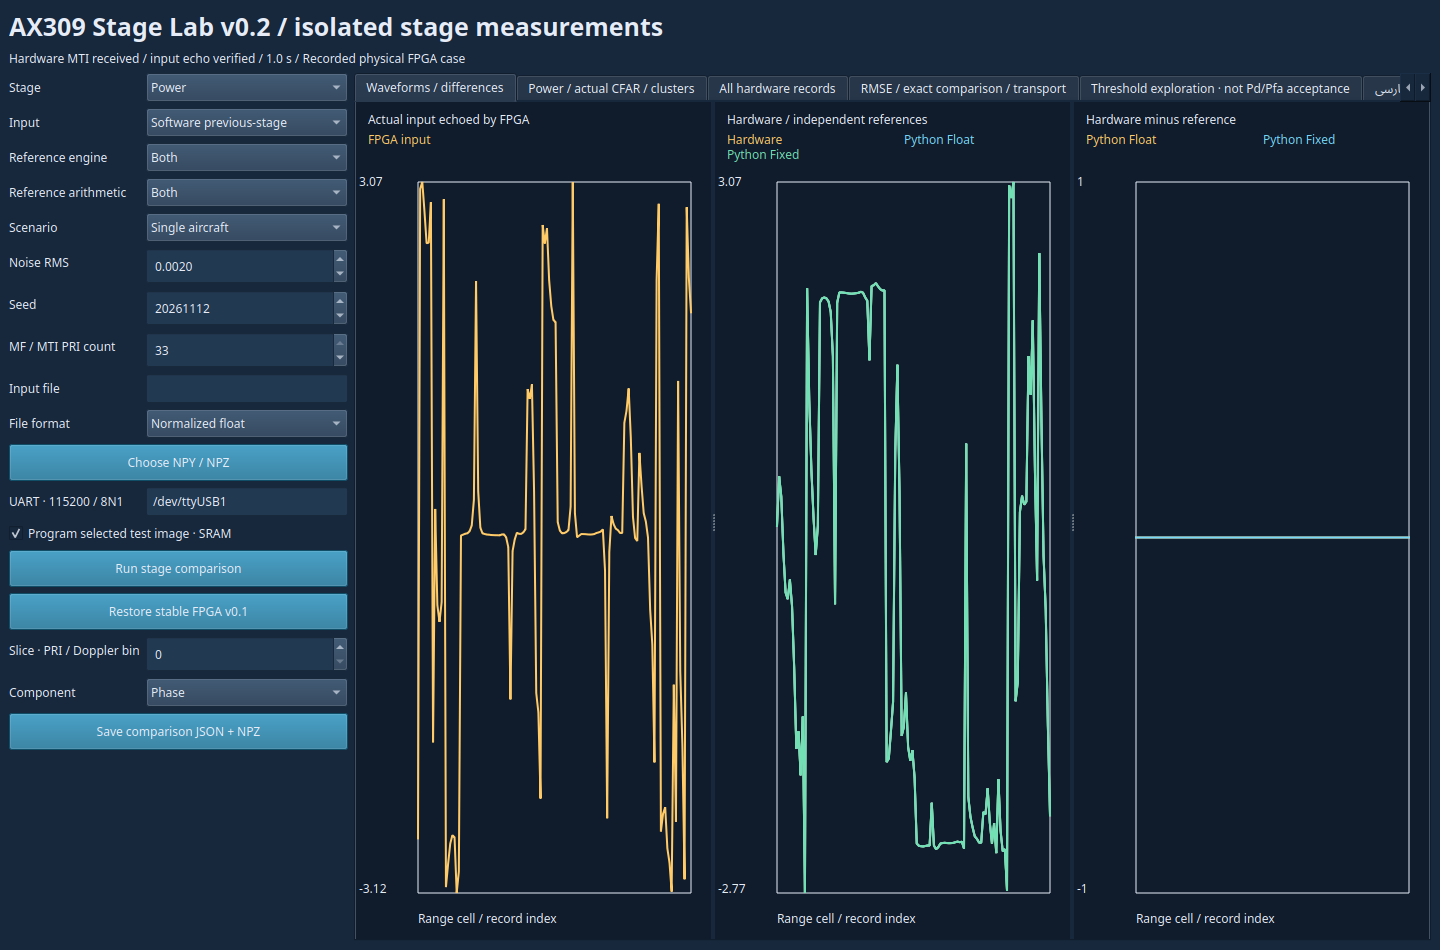 AX309 Stage Lab v0.2 / isolated stage measurements
Hardware MTI received / input echo verified / 1.0 s / Recorded physical FPGA case
Stage
Power
Input
Software previous-stage
Reference engine
Both
Reference arithmetic
Both
Scenario
Single aircraft
Noise RMS
0.0020
Seed
20261112
MF / MTI PRI count
33
Input file
File format
Normalized float
Choose NPY / NPZ
UART · 115200 / 8N1
/dev/ttyUSB1
Program selected test image · SRAM
Run stage comparison
Restore stable FPGA v0.1
Slice · PRI / Doppler bin
0
Component
Phase
Save comparison JSON + NPZ
Waveforms / differences
Power / actual CFAR / clusters
All hardware records
RMSE / exact comparison / transport
Threshold exploration · not Pd/Pfa acceptance
Actual input echoed by FPGA
FPGA input
3.07
-3.12
Range cell / record index
Hardware / independent references
Hardware
Python Float
Python Fixed
3.07
-2.77
Range cell / record index
Hardware minus reference
Python Float
Python Fixed
1
-1
Range cell / record index